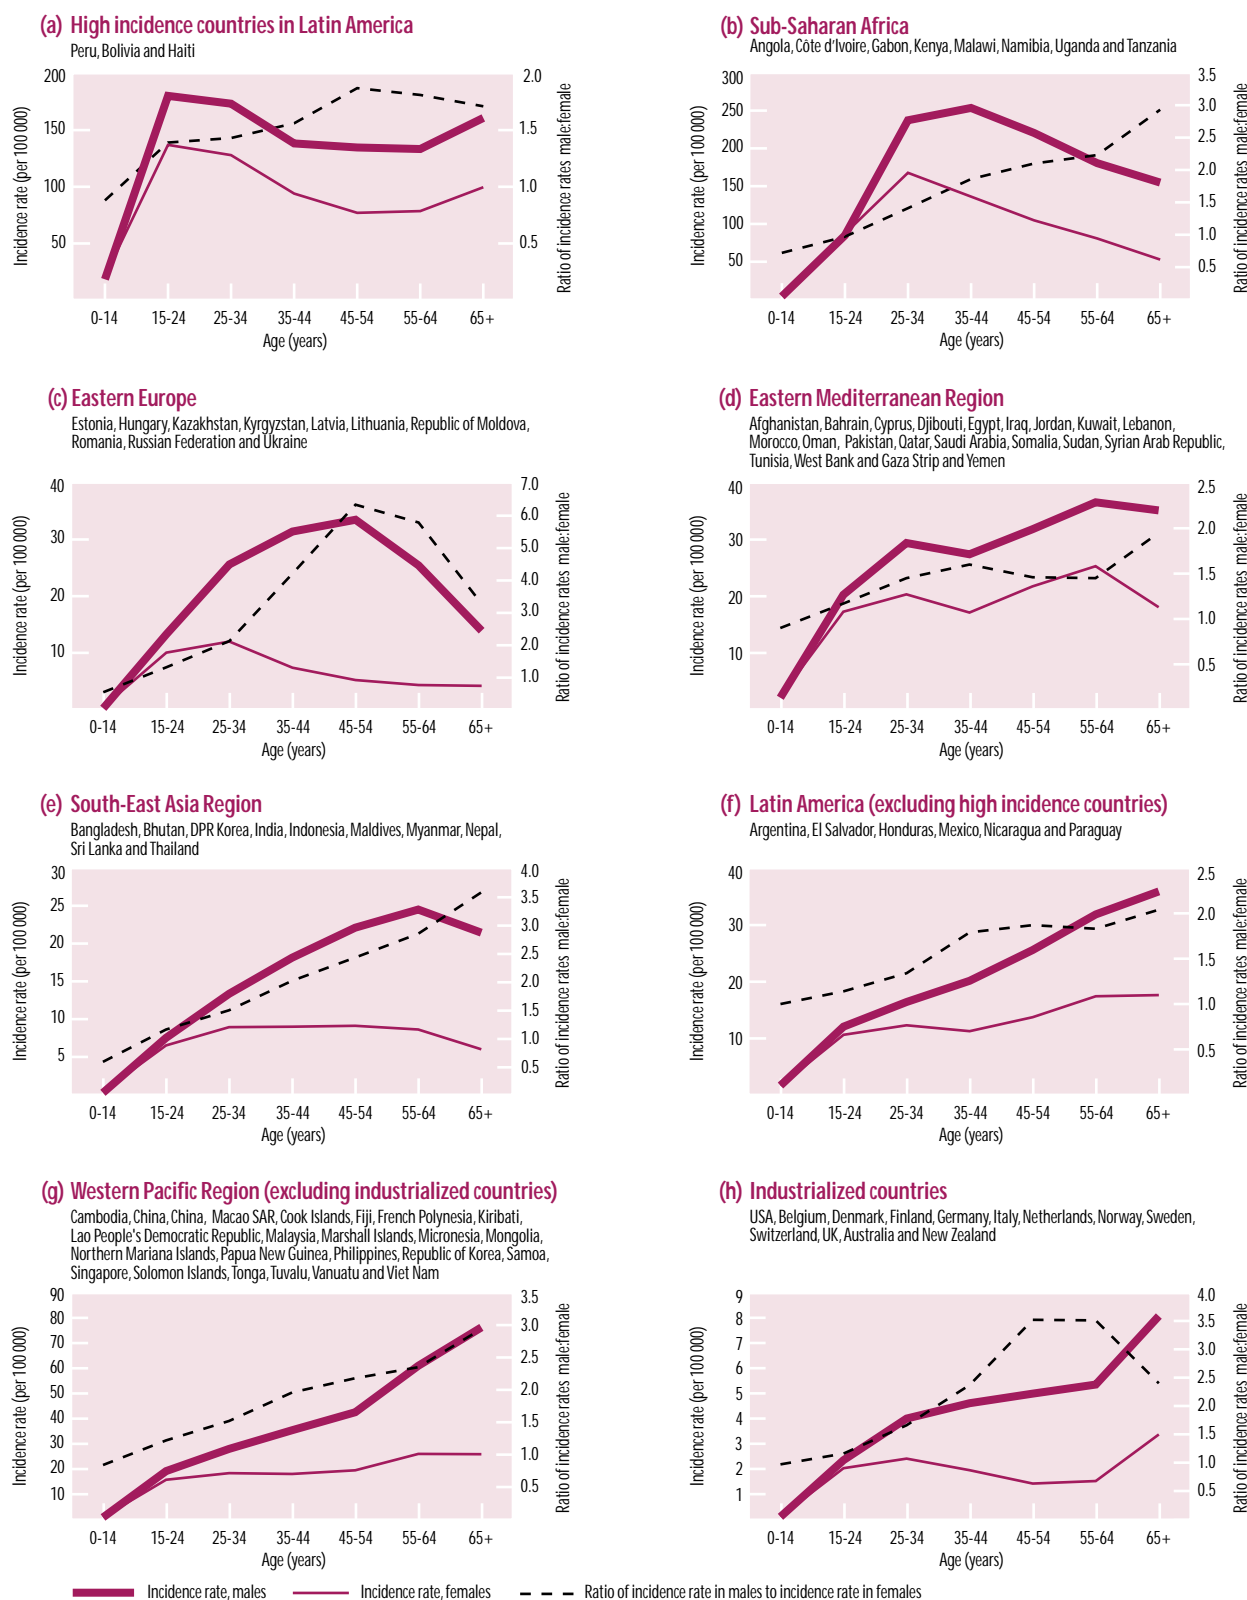 (a) High incidence countries in Latin America
Peru, Bolivia and Haiti
200
150
100
50
2.0
1.5
1.0
0.5
Incidence rate (per 100 000)
Ratio of incidence rates male:female
0-14 15-24 25-34 35-44 45-54 55-64 65+
Age (years)
(b) Sub-Saharan Africa
Angola, Côte d'Ivoire, Gabon, Kenya, Malawi, Namibia, Uganda and Tanzania
300
250
200
150
100
50
3.5
3.0
2.5
2.0
1.5
1.0
0.5
Incidence rate (per 100 000)
Ratio of incidence rates male:female
0-14 15-24 25-34 35-44 45-54 55-64 65+
Age (years)
(c) Eastern Europe
Estonia, Hungary, Kazakhstan, Kyrgyzstan, Latvia, Lithuania, Republic of Moldova,
Romania, Russian Federation and Ukraine
40
30
20
10
7.0
6.0
5.0
4.0
3.0
2.0
1.0
Incidence rate (per 100 000)
Ratio of incidence rates male:female
0-14 15-24 25-34 35-44 45-54 55-64 65+
Age (years)
(d) Eastern Mediterranean Region
Afghanistan, Bahrain, Cyprus, Djibouti, Egypt, Iraq, Jordan, Kuwait, Lebanon,
Morocco, Oman, Pakistan, Qatar, Saudi Arabia, Somalia, Sudan, Syrian Arab Republic,
Tunisia, West Bank and Gaza Strip and Yemen
40
30
20
10
2.5
2.0
1.5
1.0
0.5
Incidence rate (per 100 000)
Ratio of incidence rates male:female
0-14 15-24 25-34 35-44 45-54 55-64 65+
Age (years)
(e) South-East Asia Region
Bangladesh, Bhutan, DPR Korea, India, Indonesia, Maldives, Myanmar, Nepal,
Sri Lanka and Thailand
30
25
20
15
10
5
4.0
3.5
3.0
2.5
2.0
1.5
1.0
0.5
Incidence rate (per 100 000)
Ratio of incidence rates male:female
0-14 15-24 25-34 35-44 45-54 55-64 65+
Age (years)
(f) Latin America (excluding high incidence countries)
Argentina, El Salvador, Honduras, Mexico, Nicaragua and Paraguay
40
30
20
10
2.5
2.0
1.5
1.0
0.5
Incidence rate (per 100 000)
Ratio of incidence rates male:female
0-14 15-24 25-34 35-44 45-54 55-64 65+
Age (years)
(g) Western Pacific Region (excluding industrialized countries)
Cambodia, China, China, Macao SAR, Cook Islands, Fiji, French Polynesia, Kiribati,
Lao People's Democratic Republic, Malaysia, Marshall Islands, Micronesia, Mongolia,
Northern Mariana Islands, Papua New Guinea, Philippines, Republic of Korea, Samoa,
Singapore, Solomon Islands, Tonga, Tuvalu, Vanuatu and Viet Nam
90
80
70
60
50
40
30
20
10
3.5
3.0
2.5
2.0
1.5
1.0
0.5
Incidence rate (per 100 000)
Ratio of incidence rates male:female
0-14 15-24 25-34 35-44 45-54 55-64 65+
Age (years)
(h) Industrialized countries
USA, Belgium, Denmark, Finland, Germany, Italy, Netherlands, Norway, Sweden,
Switzerland, UK, Australia and New Zealand
9
8
7
6
5
4
3
2
1
4.0
3.5
3.0
2.5
2.0
1.5
1.0
0.5
Incidence rate (per 100 000)
Ratio of incidence rates male:female
0-14 15-24 25-34 35-44 45-54 55-64 65+
Age (years)
Incidence rate, males Incidence rate, females Ratio of incidence rate in males to incidence rate in females